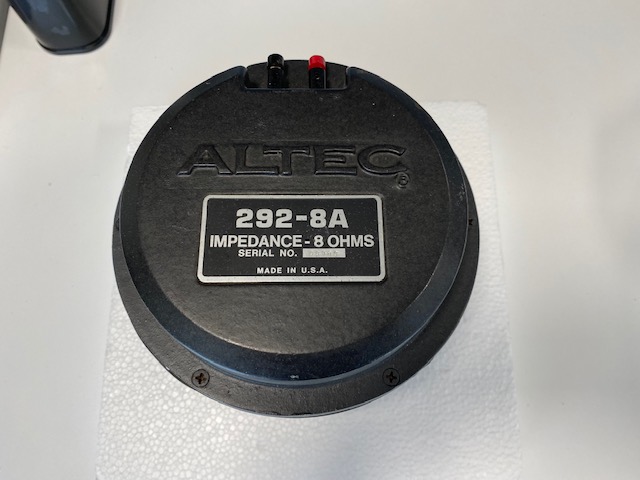 ALTEC
®
292-8A
IMPEDANCE - 8 OHMS
SERIAL NO.
MADE IN U.S.A.